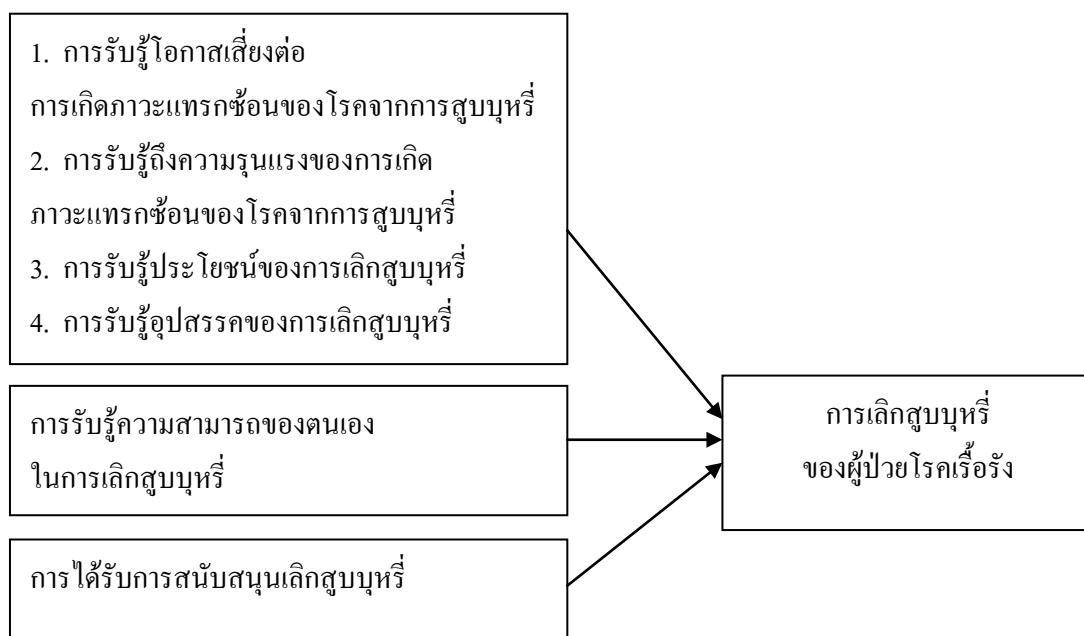 1. การรับรู้โอกาสเสี่ยงต่อ
การเกิดภาวะแทรกซ้อนของโรคจากการสูบบุหรี่
2. การรับรู้ถึงความรุนแรงของการเกิด
ภาวะแทรกซ้อนของโรคจากการสูบบุหรี่
3. การรับรู้ประโยชน์ของการเลิกสูบบุหรี่
4. การรับรู้อุปสรรคของการเลิกสูบบุหรี่
การรับรู้ความสามารถของตนเอง
ในการเลิกสูบบุหรี่
การได้รับการสนับสนุนเลิกสูบบุหรี่
การเลิกสูบบุหรี่
ของผู้ป่วยโรคเรื้อรัง